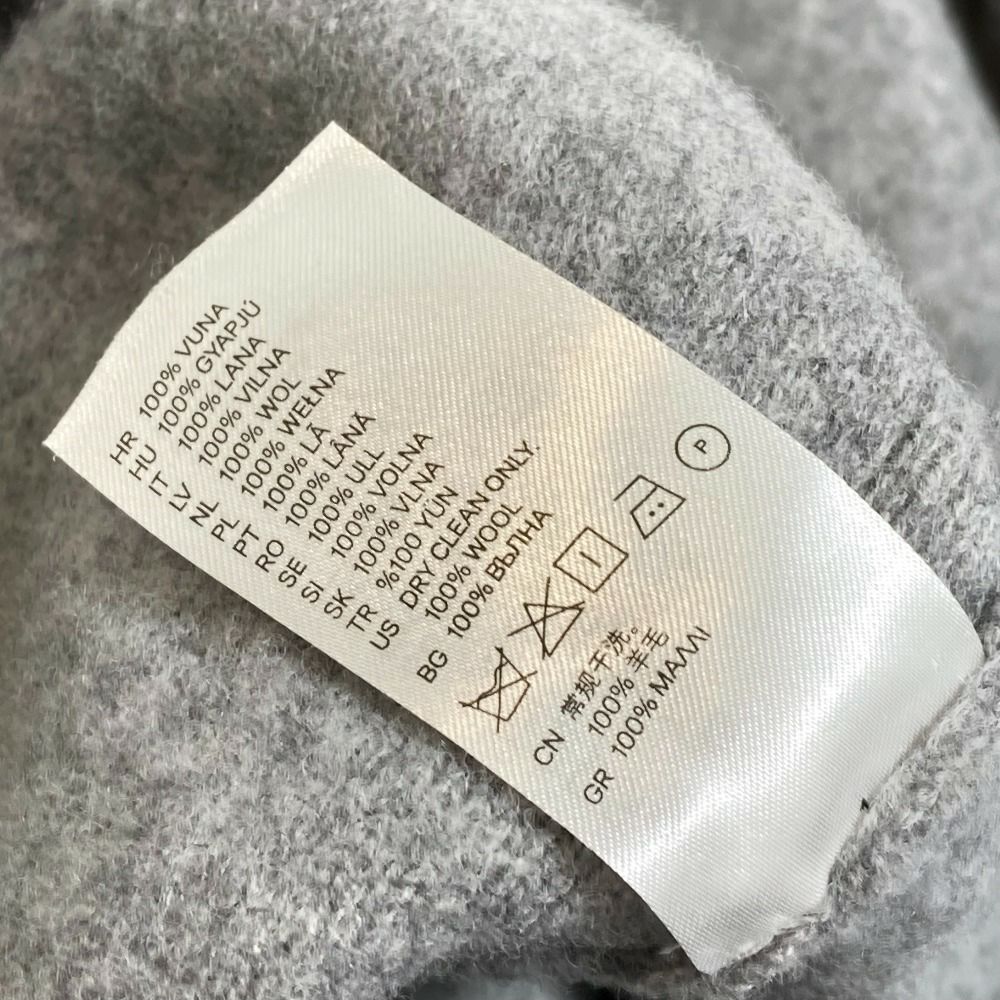 HR 100% VUNA
HU 100% GYAPJÚ
IT 100% LANA
LV 100% VILNA
NL 100% WOL
PL 100% WEŁNA
PT 100% LÃ
RO 100% LÂNĂ
SE 100% ULL
SI 100% VOLNA
SK 100% VLNA
TR %100 YÜN
US DRY CLEAN ONLY.
100% WOOL
BG 100% ВЪЛНА
P
CN 常规干洗。
100% 羊毛
GR 100% ΜΑΛΛΙ